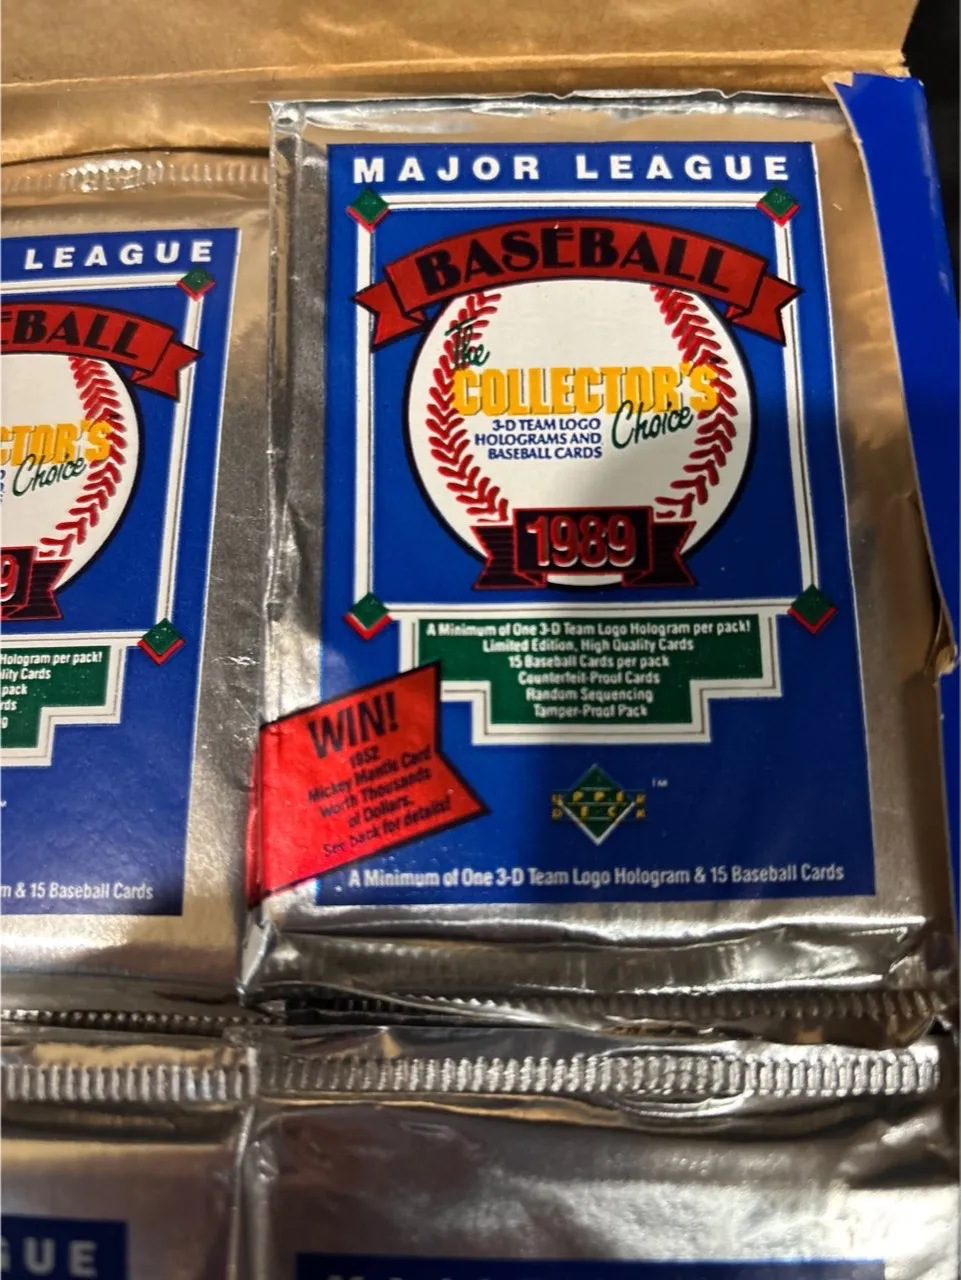 MAJOR LEAGUE
BASEBALL
The
COLLECTOR'S
Choice
3-D TEAM LOGO
HOLOGRAMS AND
BASEBALL CARDS
1989
A Minimum of One 3-D Team Logo Hologram per pack!
Limited Edition, High Quality Cards
15 Baseball Cards per pack
Counterfeit-Proof Cards
Random Sequencing
Tamper-Proof Pack
WIN!
1952
Mickey Mantle Card
Worth Thousands
of Dollars.
See back for details!
UPPER
DECK
TM
A Minimum of One 3-D Team Logo Hologram & 15 Baseball Cards
LEAGUE
EBALL
CTOR'S
Choice
9
Hologram per pack!
lity Cards
pack
rds
g
m & 15 Baseball Cards
GUE